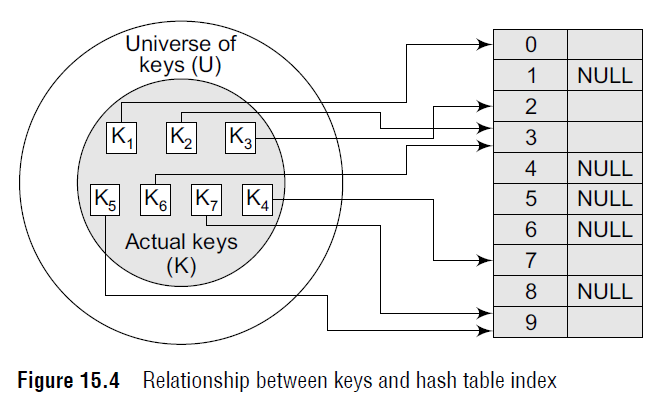 Universe of
keys (U)
K1 K2 K3
K5 K6 K7 K4
Actual keys
(K)
0
1 NULL
2
3
4 NULL
5 NULL
6 NULL
7
8 NULL
9
Figure 15.4 Relationship between keys and hash table index